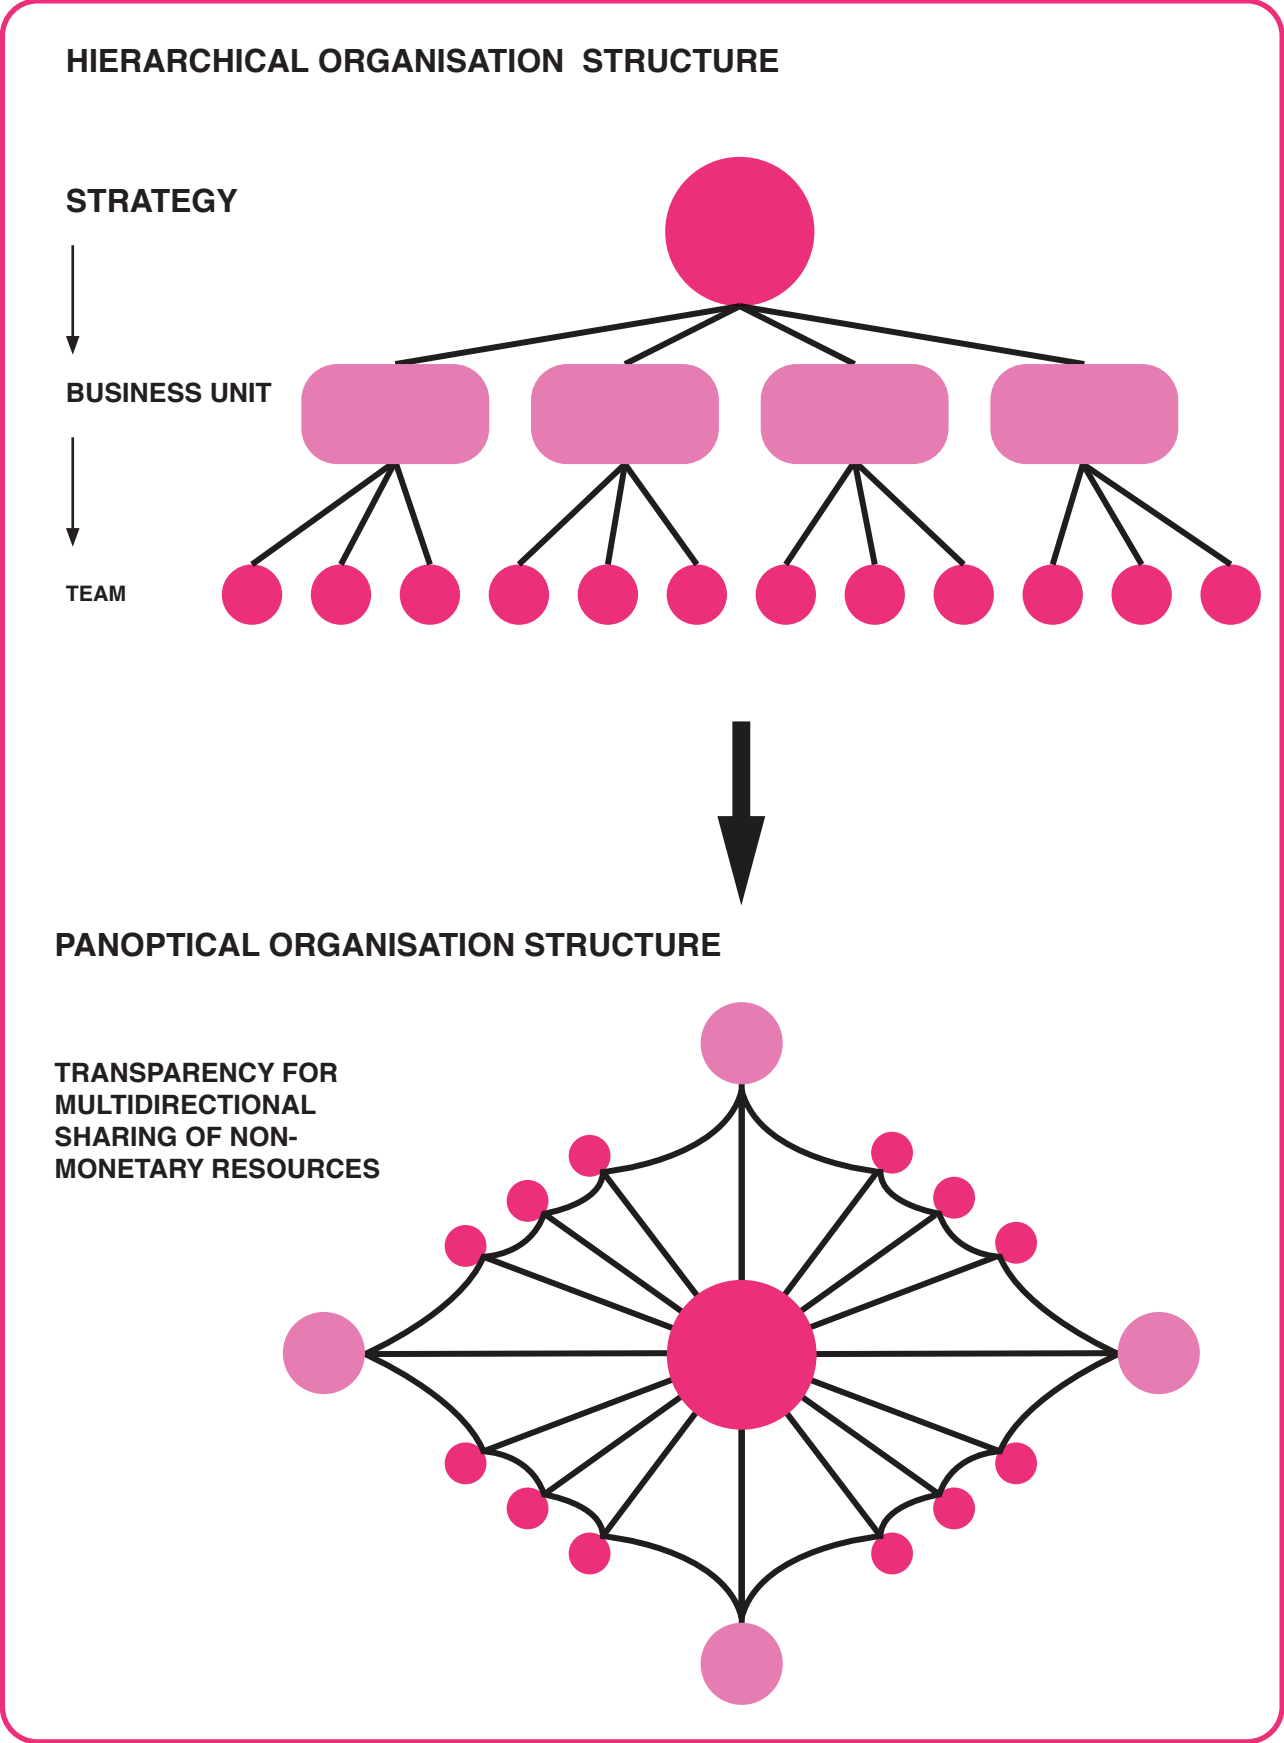 HIERARCHICAL ORGANISATION STRUCTURE
STRATEGY
BUSINESS UNIT
TEAM
PANOPTICAL ORGANISATION STRUCTURE
TRANSPARENCY FOR
MULTIDIRECTIONAL
SHARING OF NON-
MONETARY RESOURCES